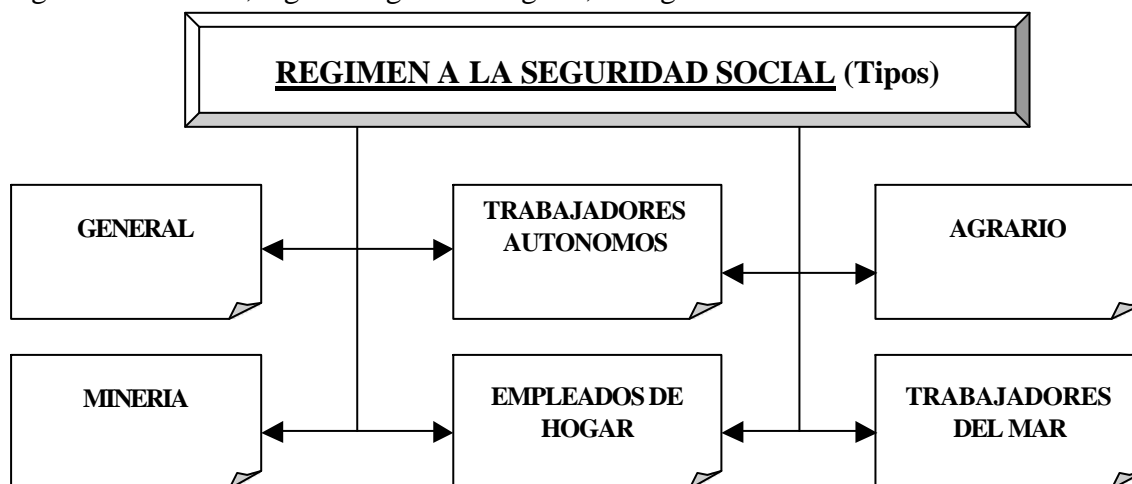 REGIMEN A LA SEGURIDAD SOCIAL (Tipos)
GENERAL
TRABAJADORES
AUTONOMOS
AGRARIO
MINERIA
EMPLEADOS DE
HOGAR
TRABAJADORES
DEL MAR